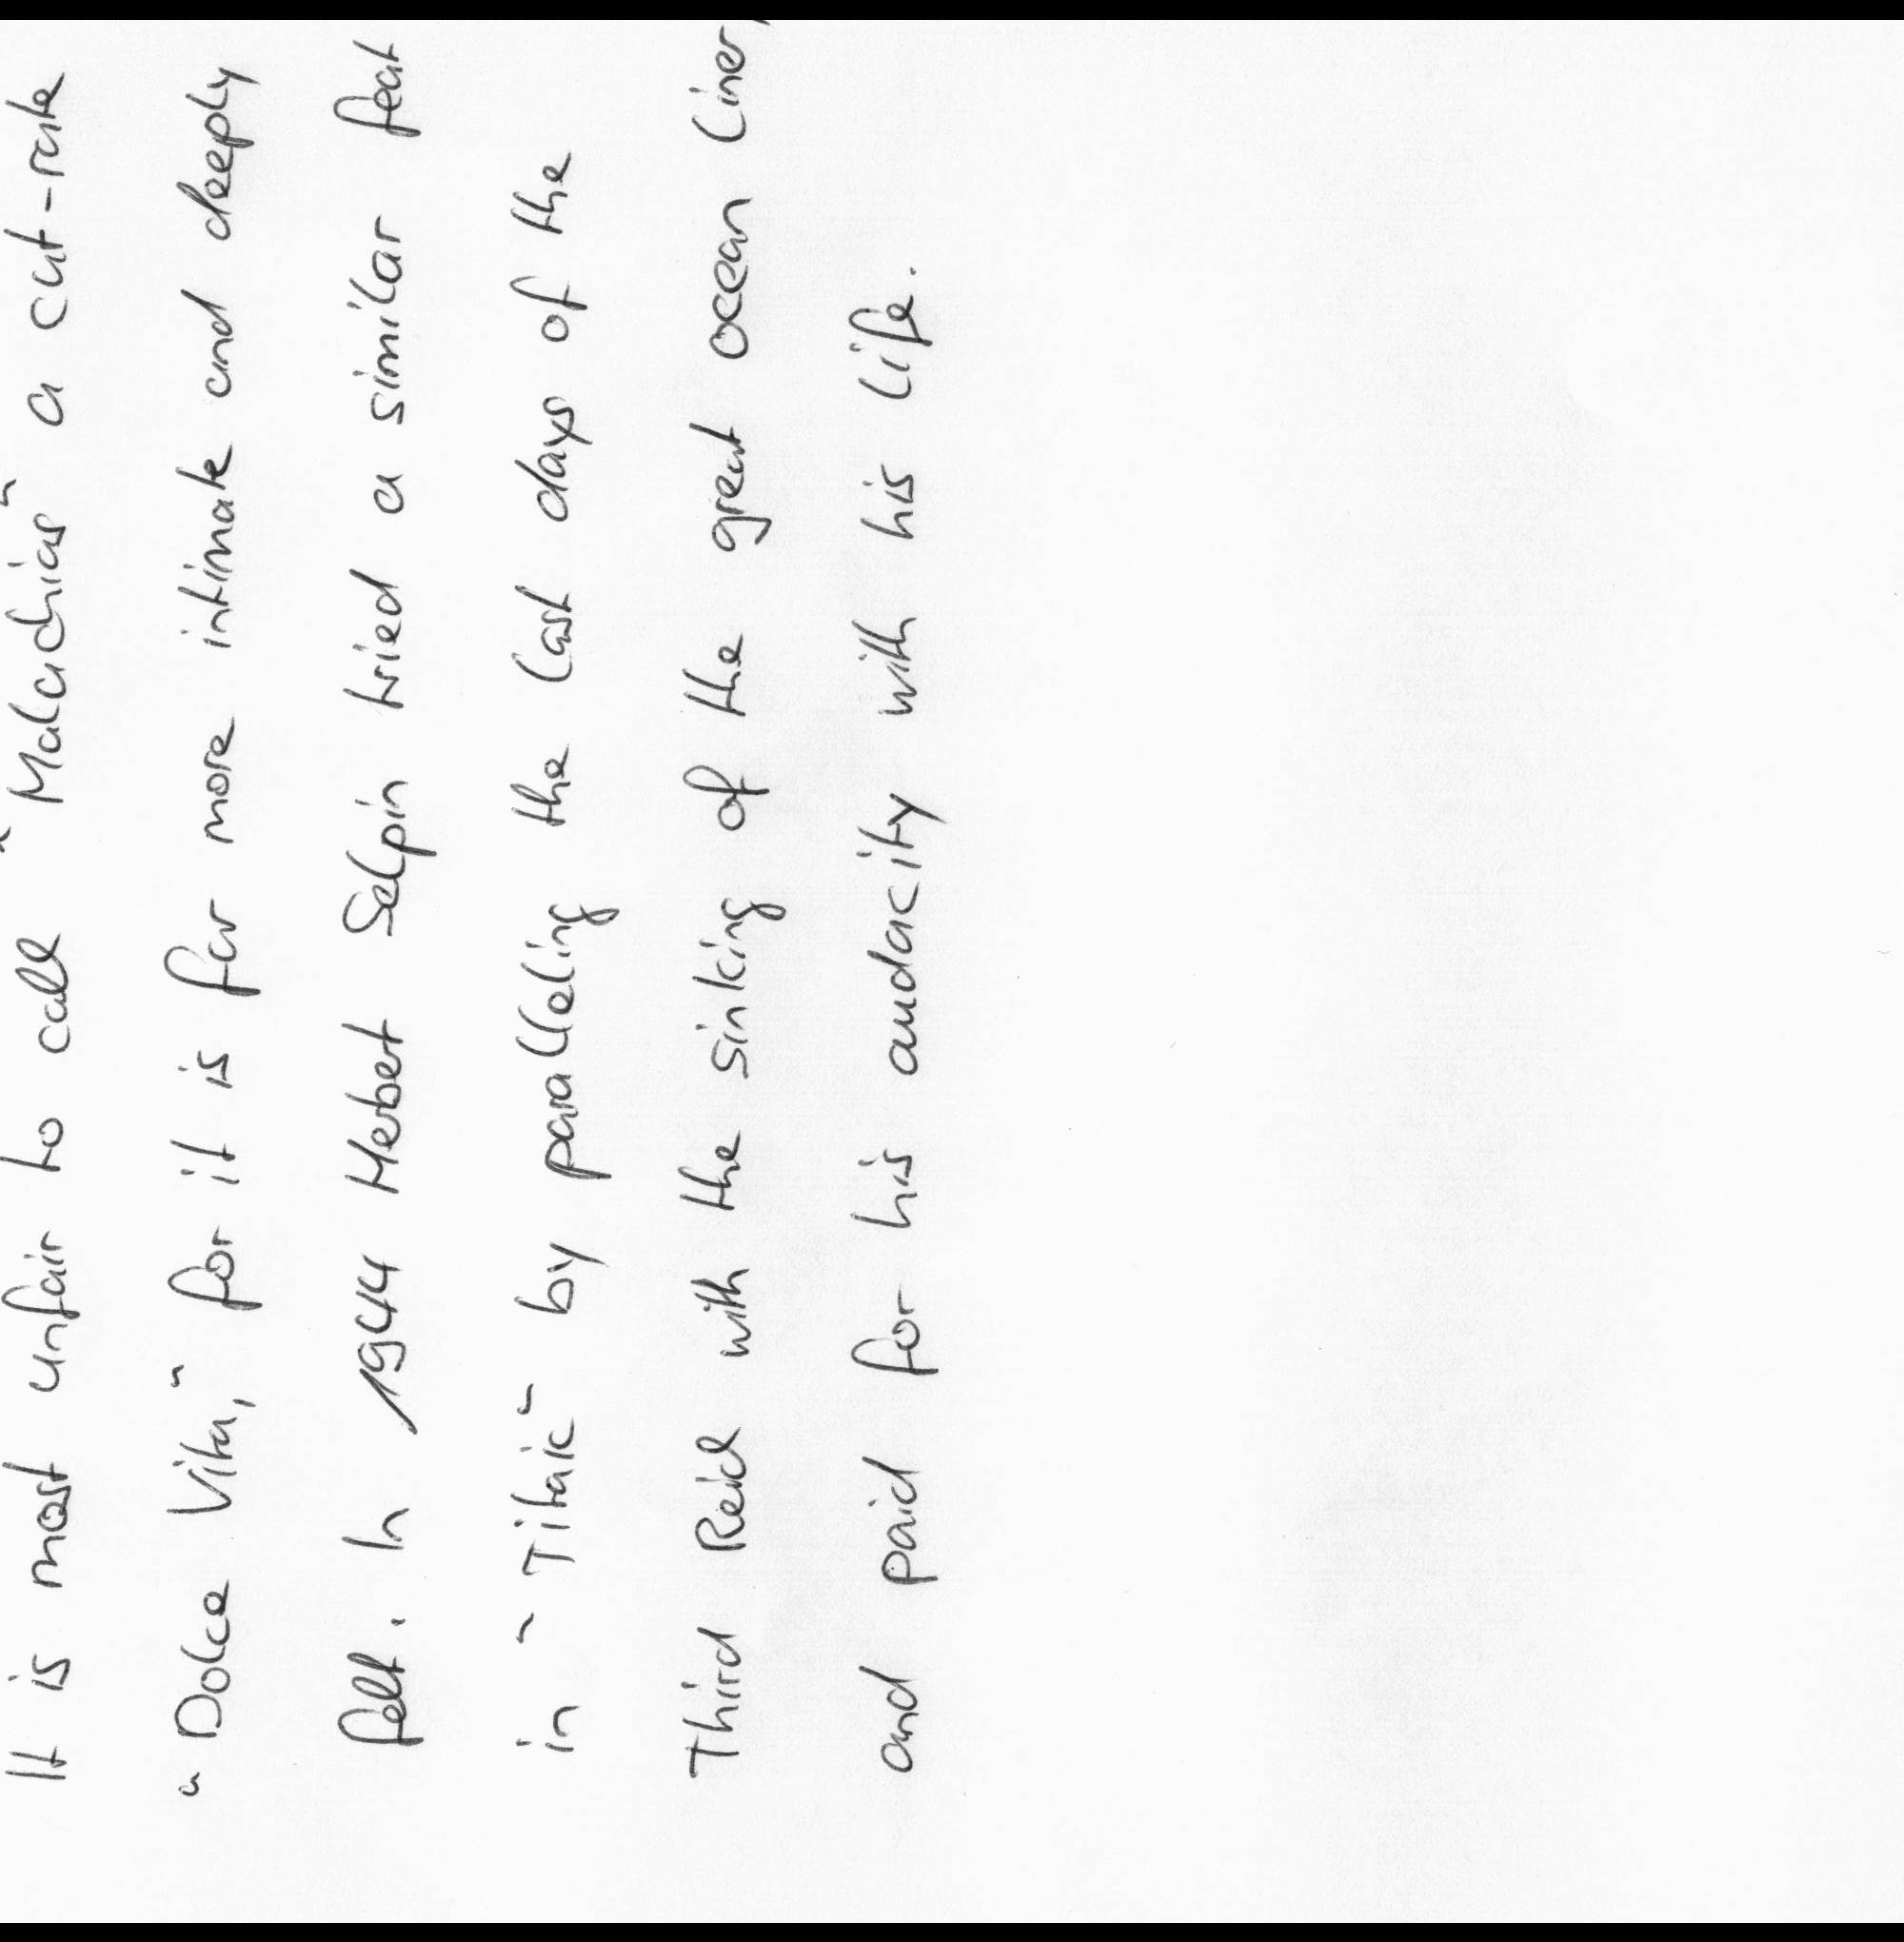 It is most unfair to call "Malachias" a cut-rate
"Dolce Vita," for it is far more intimate and deeply
felt. In 1944 Herbert Selpin tried a similar feat
in "Titaic" by paralleling the last days of the
Third Reich with the sinking of the great ocean liner,
and paid for his audacity with his life.